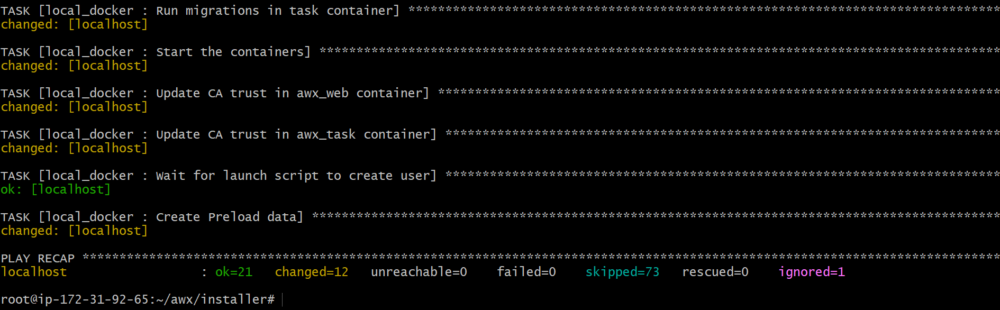 TASK [local_docker : Run migrations in task container] ********************************************************************************
changed: [localhost]
TASK [local_docker : Start the containers] ********************************************************************************************
changed: [localhost]
TASK [local_docker : Update CA trust in awx_web container] ****************************************************************************
changed: [localhost]
TASK [local_docker : Update CA trust in awx_task container] ***************************************************************************
changed: [localhost]
TASK [local_docker : Wait for launch script to create user] ***************************************************************************
ok: [localhost]
TASK [local_docker : Create Preload data] *********************************************************************************************
changed: [localhost]
PLAY RECAP ****************************************************************************************************************************
localhost                  : ok=21   changed=12   unreachable=0    failed=0    skipped=73   rescued=0    ignored=1
root@ip-172-31-92-65:~/awx/installer#